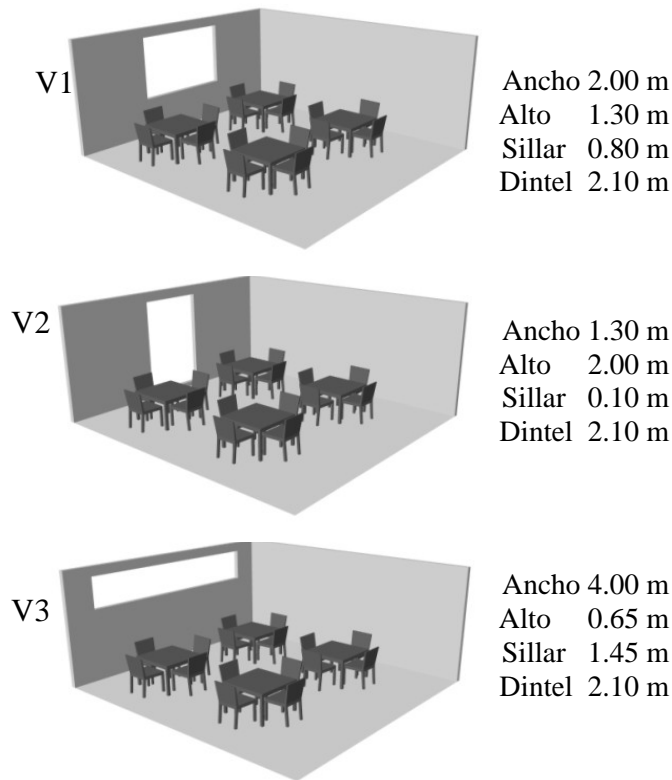 V1
Ancho 2.00 m
Alto 1.30 m
Sillar 0.80 m
Dintel 2.10 m
V2
Ancho 1.30 m
Alto 2.00 m
Sillar 0.10 m
Dintel 2.10 m
V3
Ancho 4.00 m
Alto 0.65 m
Sillar 1.45 m
Dintel 2.10 m